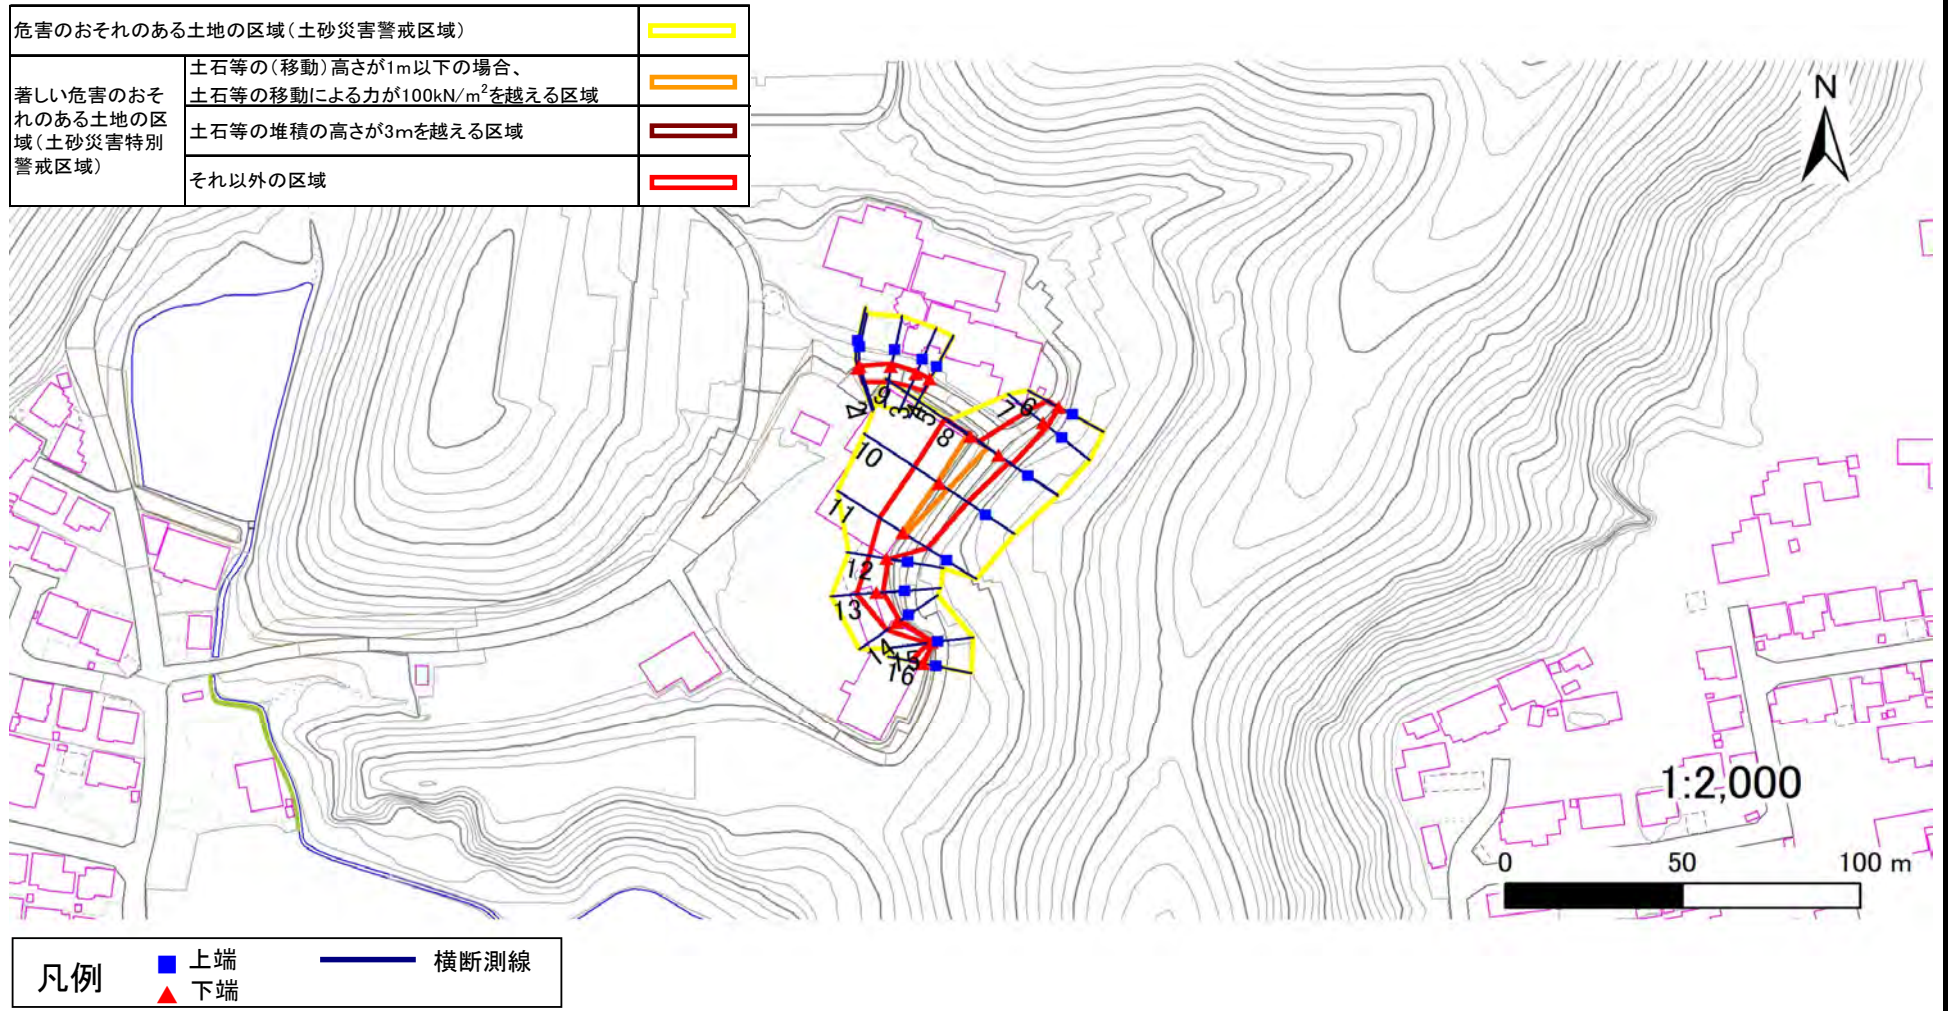 危害のおそれのある土地の区域(土砂災害警戒区域)
著しい危害のおそ
れのある土地の区
域(土砂災害特別
警戒区域)
土石等の(移動)高さが1m以下の場合、
土石等の移動による力が100kN/m²を越える区域
土石等の堆積の高さが3mを越える区域
それ以外の区域
N
9
8
7
6
10
11
12
13
15
16
1:2,000
0 50 100 m
凡例
上端
下端
横断測線